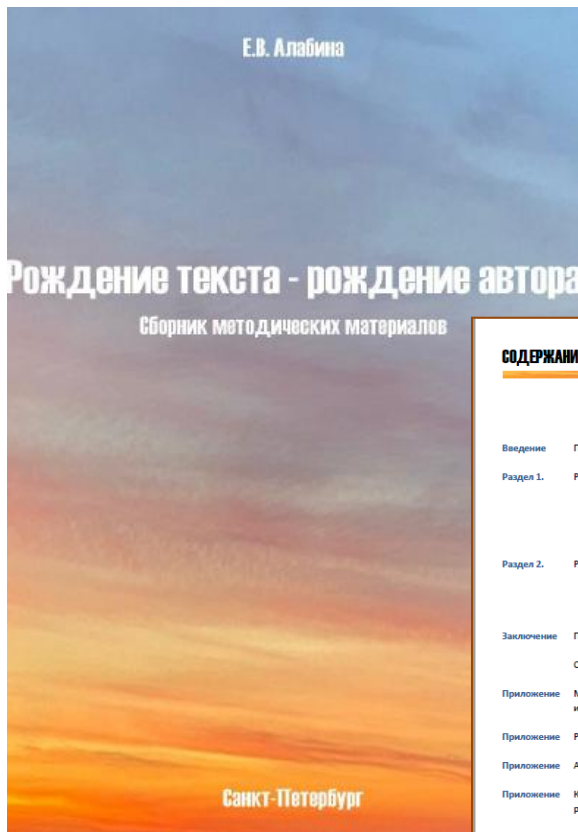 Е.В. Алабина
Рождение текста - рождение автора
Сборник методических материалов
Санкт-Петербург
Введение
Раздел 1.
Раздел 2.
Заключение
Приложение
Приложение
Приложение
Приложение